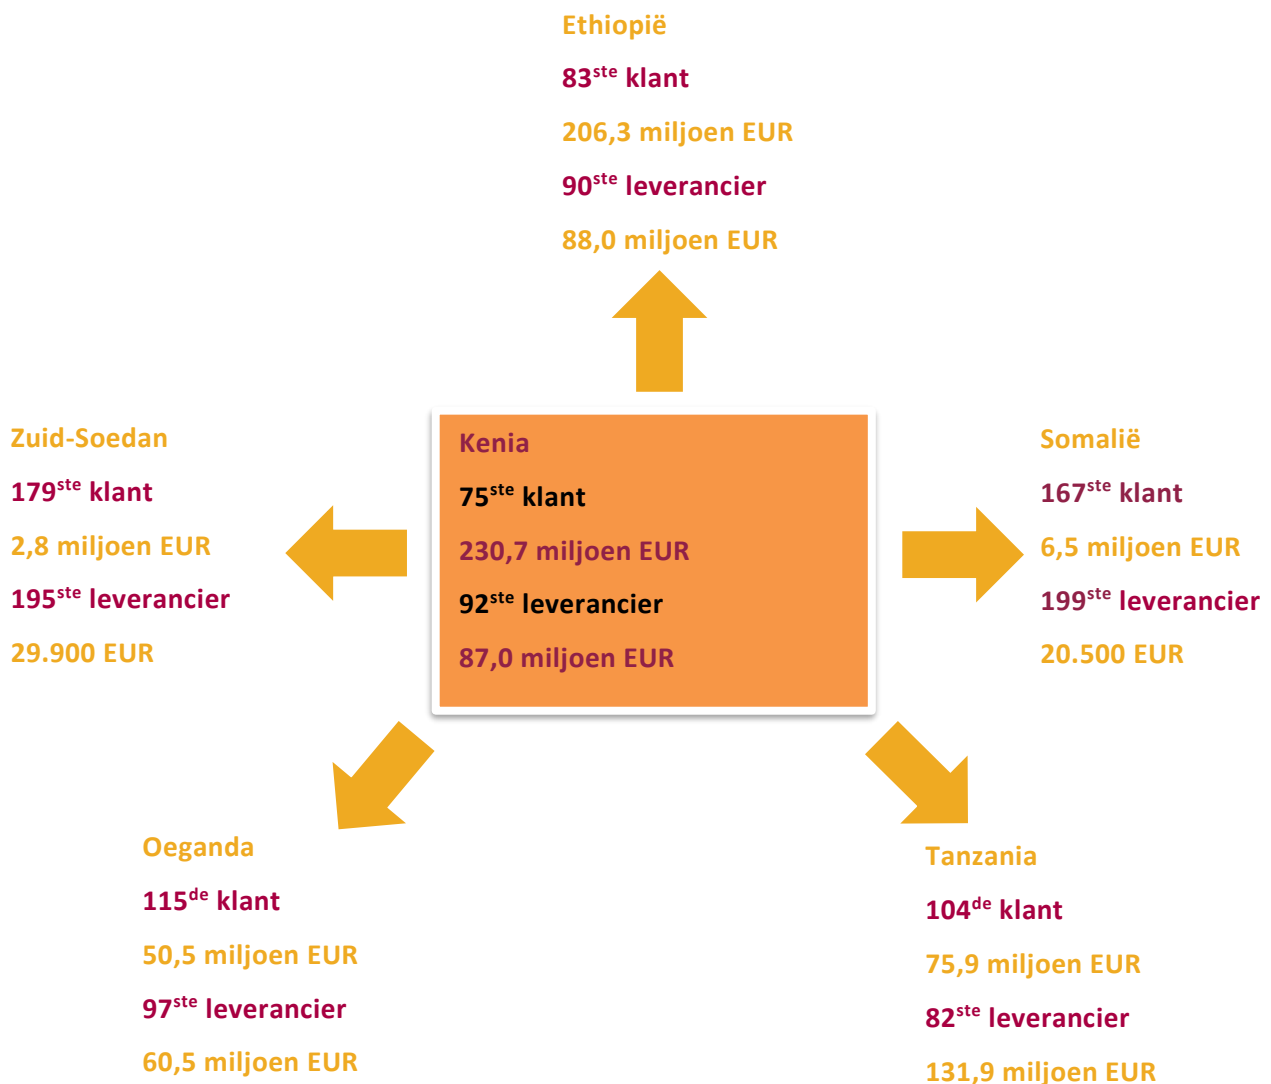 Ethiopië
83ste klant
206,3 miljoen EUR
90ste leverancier
88,0 miljoen EUR
Zuid-Soedan
179ste klant
2,8 miljoen EUR
195ste leverancier
29.900 EUR
Kenia
75ste klant
230,7 miljoen EUR
92ste leverancier
87,0 miljoen EUR
Somalië
167ste klant
6,5 miljoen EUR
199ste leverancier
20.500 EUR
Oeganda
115de klant
50,5 miljoen EUR
97ste leverancier
60,5 miljoen EUR
Tanzania
104de klant
75,9 miljoen EUR
82ste leverancier
131,9 miljoen EUR